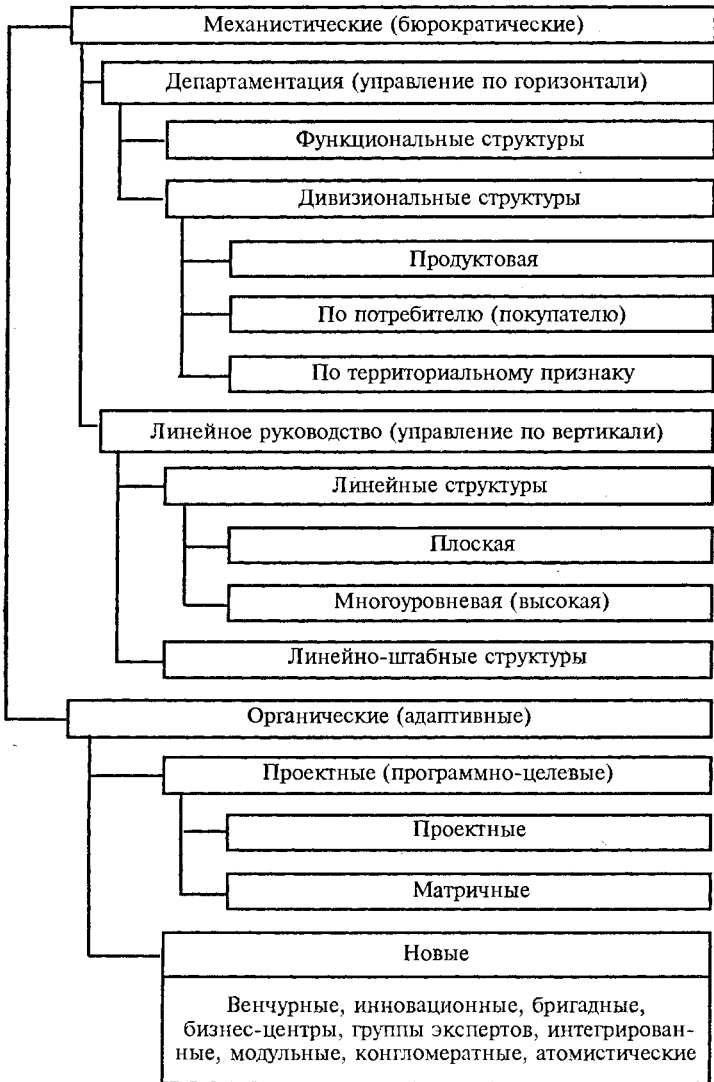 Механистические (бюрократические)
Департаментация (управление по горизонтали)
Функциональные структуры
Дивизиональные структуры
Продуктовая
По потребителю (покупателю)
По территориальному признаку
Линейное руководство (управление по вертикали)
Линейные структуры
Плоская
Многоуровневая (высокая)
Линейно-штабные структуры
Органические (адаптивные)
Проектные (программно-целевые)
Проектные
Матричные
Новые
Венчурные, инновационные, бригадные,
бизнес-центры, группы экспертов, интегрирован-
ные, модульные, конгломератные, атомистические